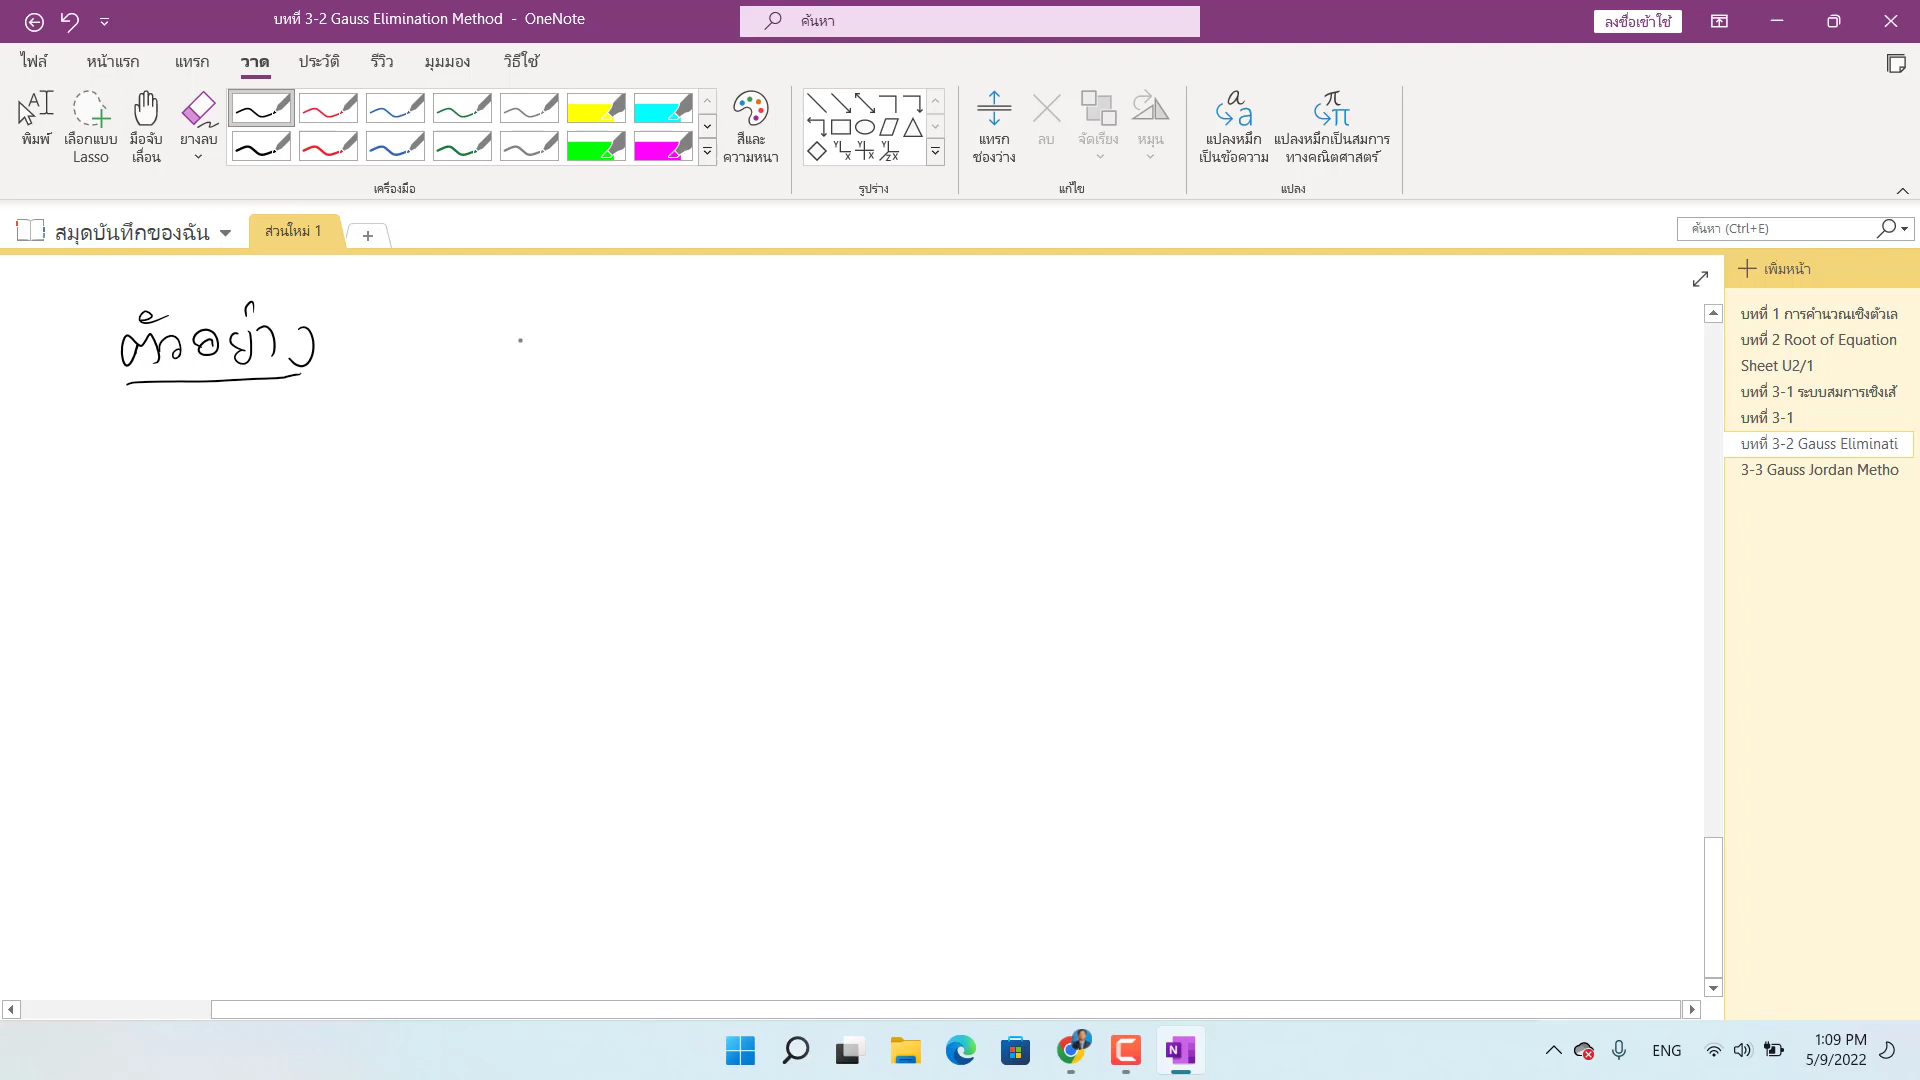 บทที่ 3-2 Gauss Elimination Method - OneNote
ค้นหา
ลงชื่อเข้าใช้
ไฟล์ หน้าแรก แทรก วาด ประวัติ รีวิว มุมมอง วิธีใช้
พิมพ์
เลือกแบบ Lasso
มือจับเลื่อน
ยางลบ
สีและความหนา
แทรกช่องว่าง
ลบ
จัดเรียง
หมุน
แปลงหมึกเป็นข้อความ
แปลงหมึกเป็นสมการทางคณิตศาสตร์
เครื่องมือ
รูปร่าง
แก้ไข
แปลง
สมุดบันทึกของฉัน
ส่วนใหม่ 1
ค้นหา (Ctrl+E)
เพิ่มหน้า
ตัวอย่าง
บทที่ 1 การคำนวณเชิงตัวเล
บทที่ 2 Root of Equation
Sheet U2/1
บทที่ 3-1 ระบบสมการเชิงเส้
บทที่ 3-1
บทที่ 3-2 Gauss Eliminati
3-3 Gauss Jordan Metho
ENG
1:09 PM
5/9/2022